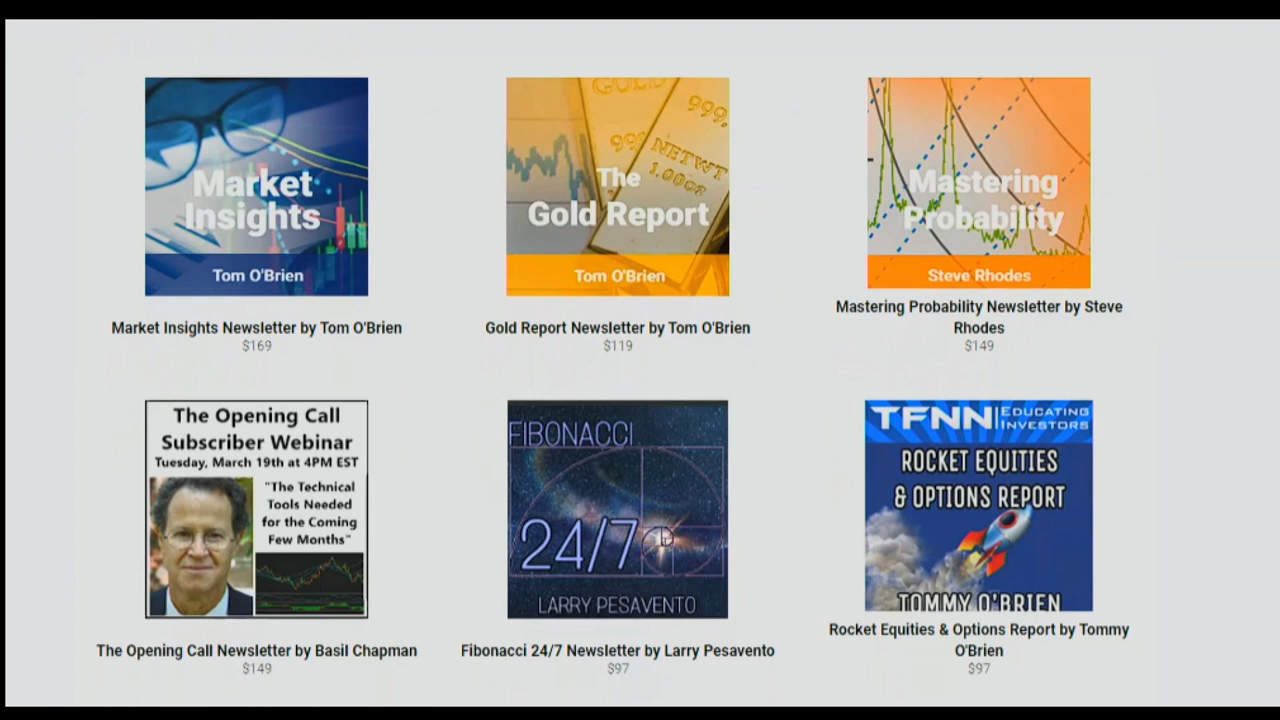 Market
Insights
Tom O'Brien
Market Insights Newsletter by Tom O'Brien
$169
GOLD
999.
999
NETWT
1.00oz
The
Gold Report
Tom O'Brien
Gold Report Newsletter by Tom O'Brien
$119
Mastering
Probability
Steve Rhodes
Mastering Probability Newsletter by Steve
Rhodes
$149
The Opening Call
Subscriber Webinar
Tuesday, March 19th at 4PM EST
"The Technical
Tools Needed
for the Coming
Few Months"
The Opening Call Newsletter by Basil Chapman
$149
FIBONACCI
24/7
LARRY PESAVENTO
Fibonacci 24/7 Newsletter by Larry Pesavento
$97
TFNN EDUCATING
INVESTORS
ROCKET EQUITIES
& OPTIONS REPORT
TOMMY O'BRIEN
Rocket Equities & Options Report by Tommy
O'Brien
$97